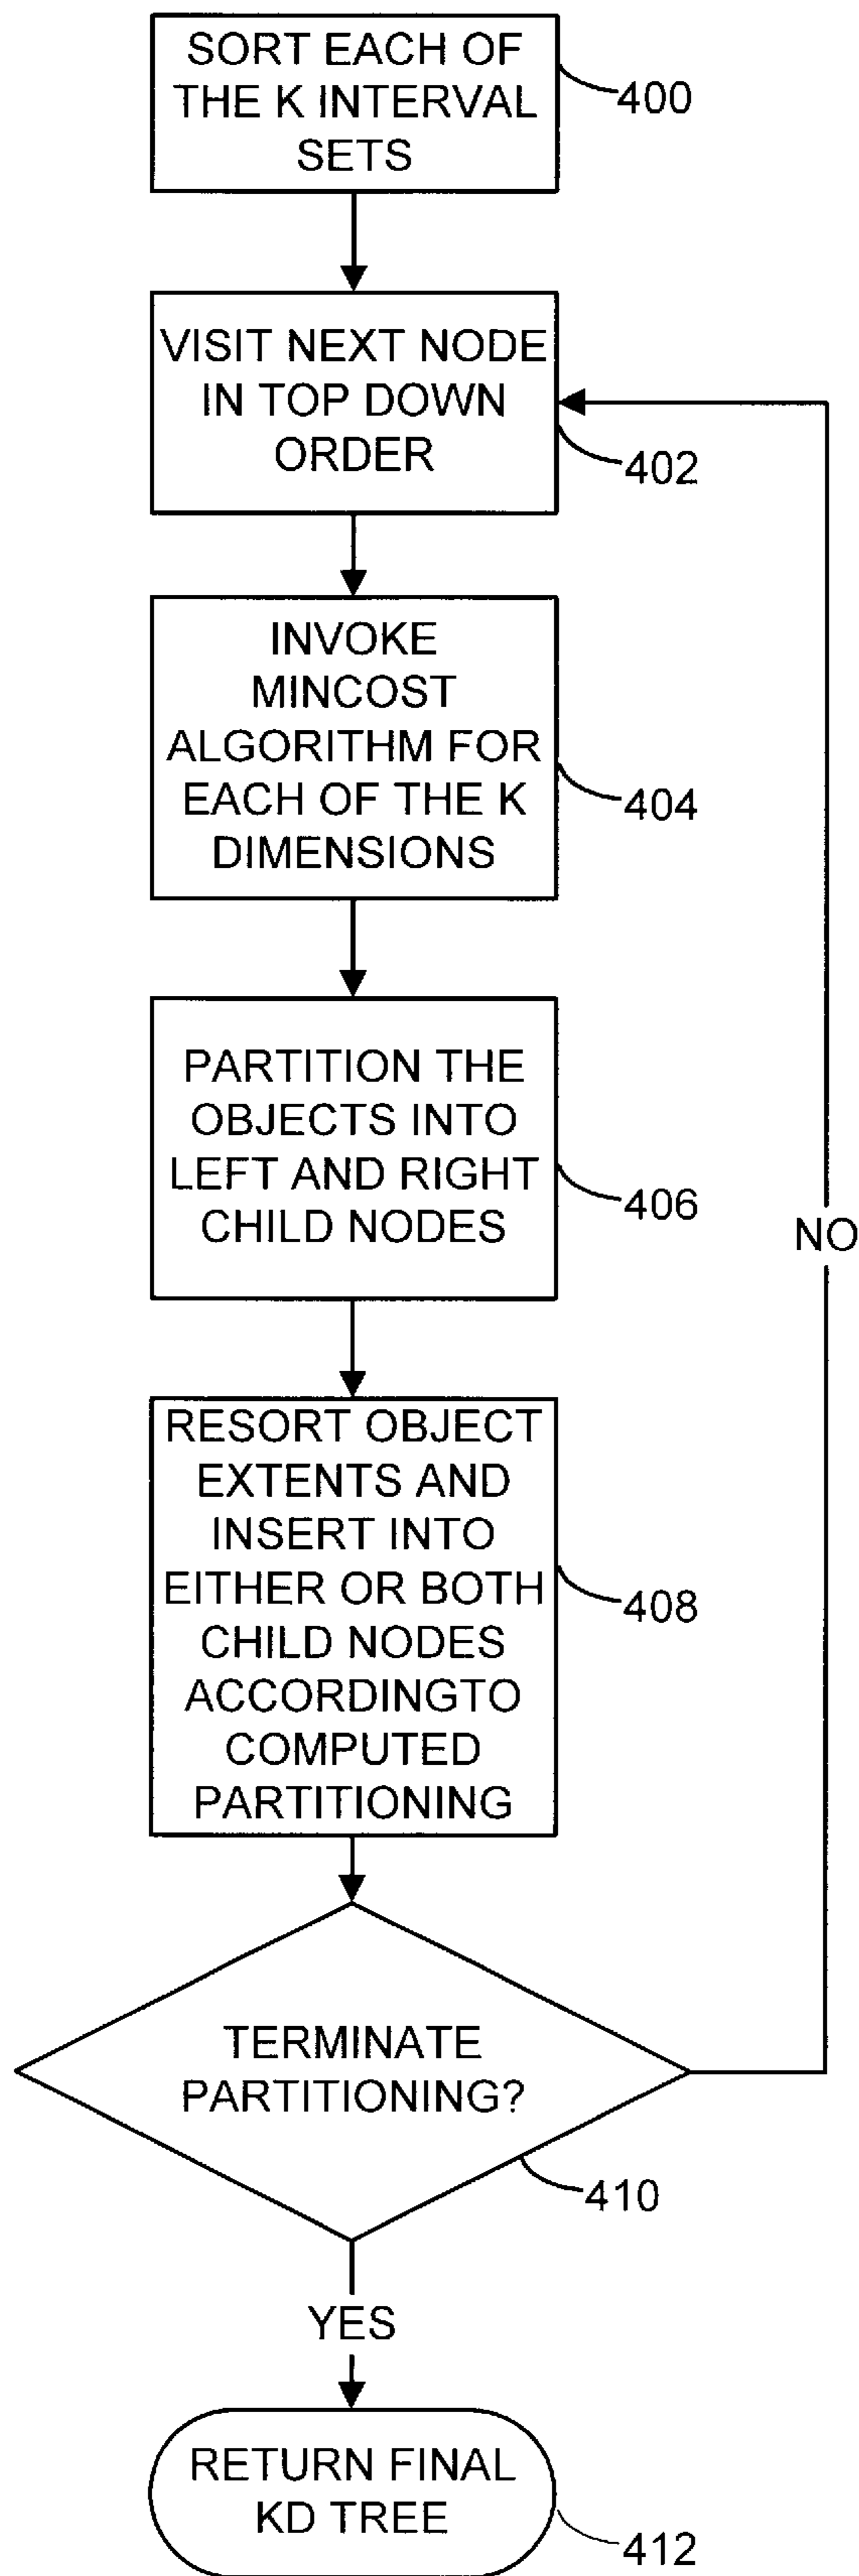 SORT EACH OF
THE K INTERVAL
SETS
400
VISIT NEXT NODE
IN TOP DOWN
ORDER
402
INVOKE
MINCOST
ALGORITHM FOR
EACH OF THE K
DIMENSIONS
404
PARTITION THE
OBJECTS INTO
LEFT AND RIGHT
CHILD NODES
406
NO
RESORT OBJECT
EXTENTS AND
INSERT INTO
EITHER OR BOTH
CHILD NODES
ACCORDINGTO
COMPUTED
PARTITIONING
408
TERMINATE
PARTITIONING?
410
YES
RETURN FINAL
KD TREE
412